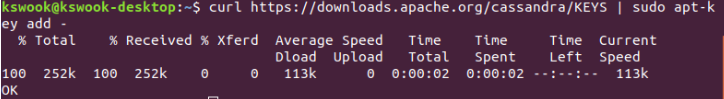 kswook@kswook-desktop:~$ curl https://downloads.apache.org/cassandra/KEYS | sudo apt-k
ey add -
  % Total    % Received % Xferd  Average Speed   Time    Time     Time  Current
                                 Dload  Upload   Total   Spent    Left  Speed
100  252k  100  252k    0     0   113k      0  0:00:02  0:00:02 --:--:--  113k
OK